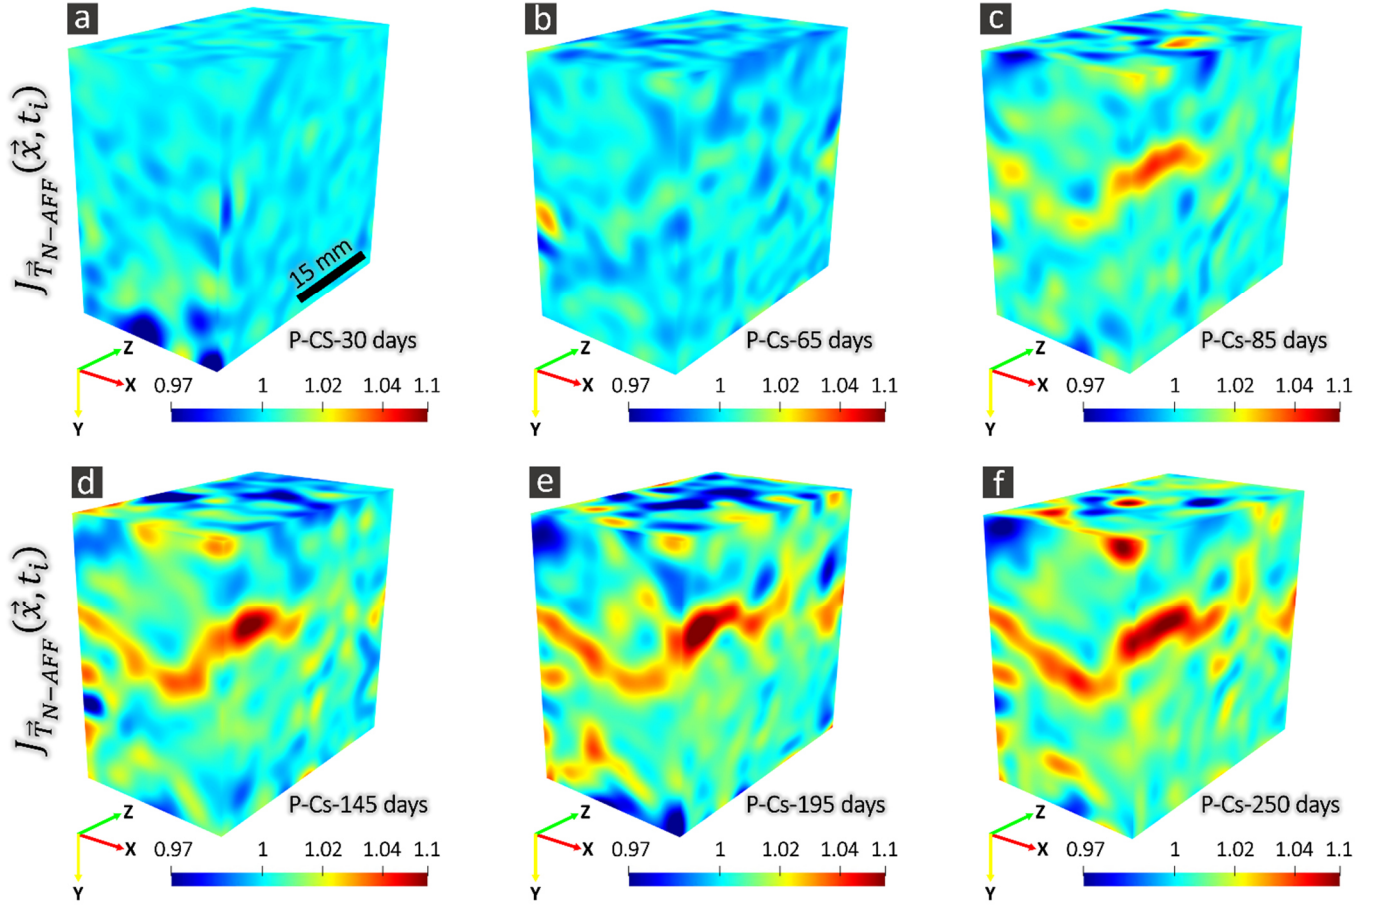 a
b
c
J_{\vec{T}_{N-AFF}}(\vec{x}, t_i)
15 mm
P-CS-30 days
P-Cs-65 days
P-Cs-85 days
Z
X
Y
0.97 1 1.02 1.04 1.1
Z
X
Y
0.97 1 1.02 1.04 1.1
Z
X
Y
0.97 1 1.02 1.04 1.1
d
e
f
J_{\vec{T}_{N-AFF}}(\vec{x}, t_i)
P-Cs-145 days
P-Cs-195 days
P-Cs-250 days
Z
X
Y
0.97 1 1.02 1.04 1.1
Z
X
Y
0.97 1 1.02 1.04 1.1
Z
X
Y
0.97 1 1.02 1.04 1.1